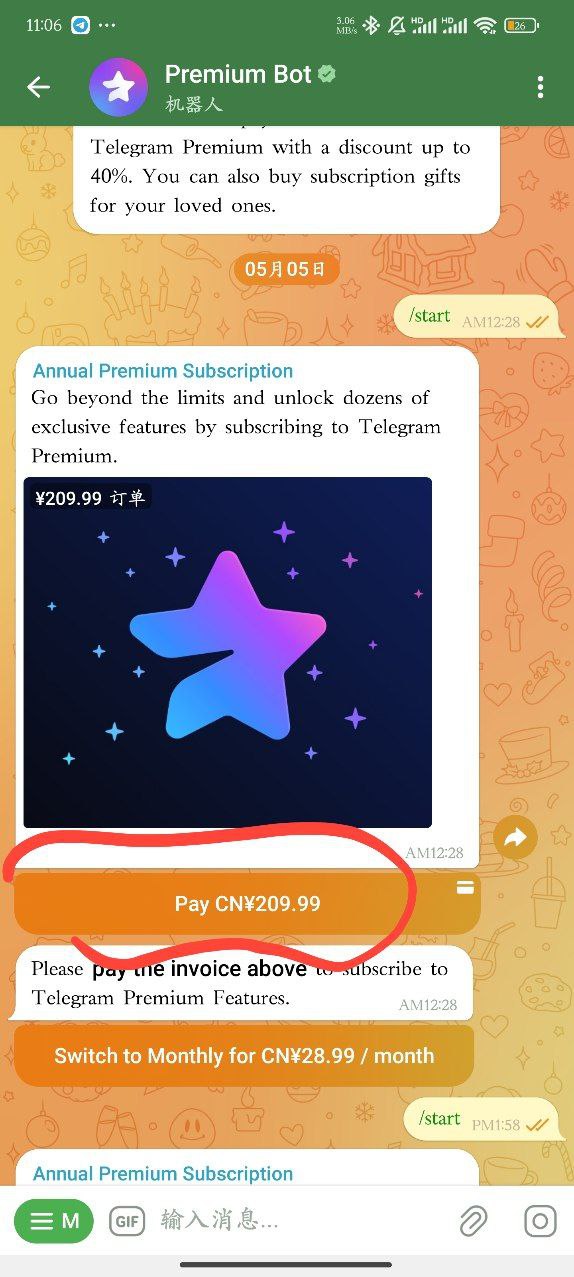 11:06
3.06
MB/s
HD
HD
26
Premium Bot
机器人
Telegram Premium with a discount up to
40%. You can also buy subscription gifts
for your loved ones.
05月05日
/start AM12:28
Annual Premium Subscription
Go beyond the limits and unlock dozens of
exclusive features by subscribing to Telegram
Premium.
¥209.99 订单
AM12:28
Pay CN¥209.99
Please pay the invoice above to subscribe to
Telegram Premium Features.
AM12:28
Switch to Monthly for CN¥28.99 / month
/start PM1:58
Annual Premium Subscription
M
GIF
输入消息...